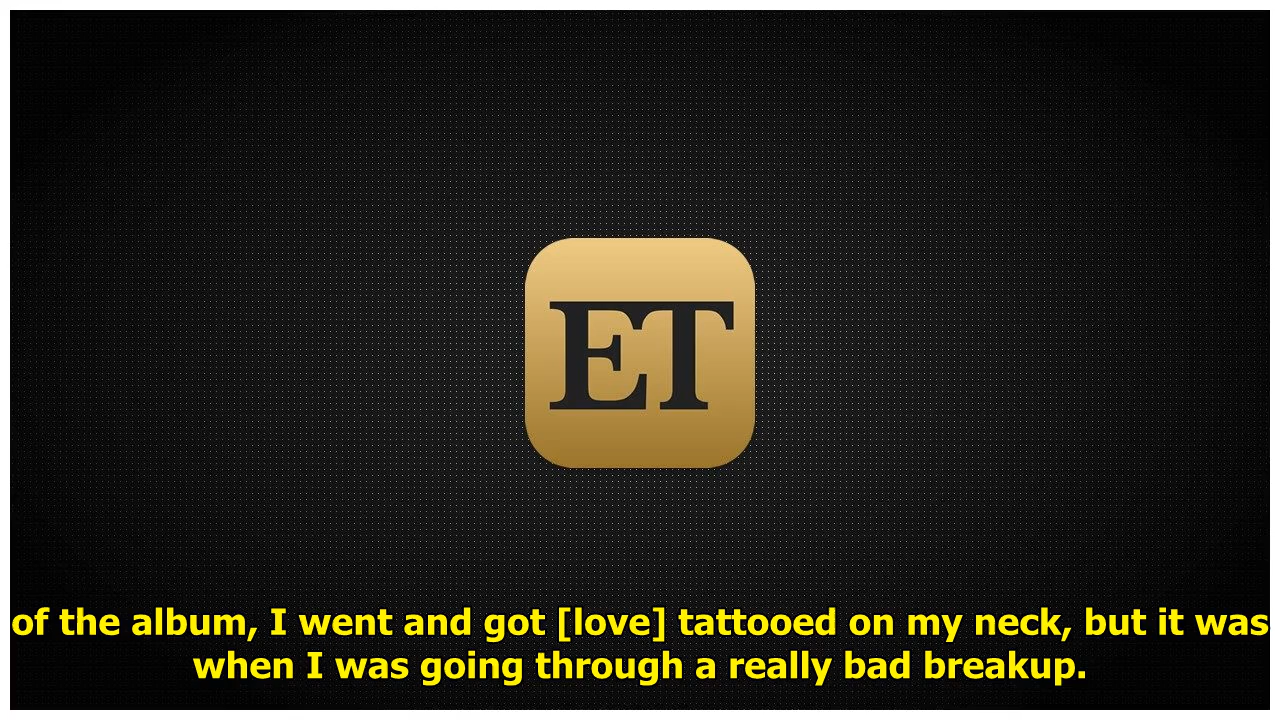 ET
of the album, I went and got [love] tattooed on my neck, but it was
when I was going through a really bad breakup.